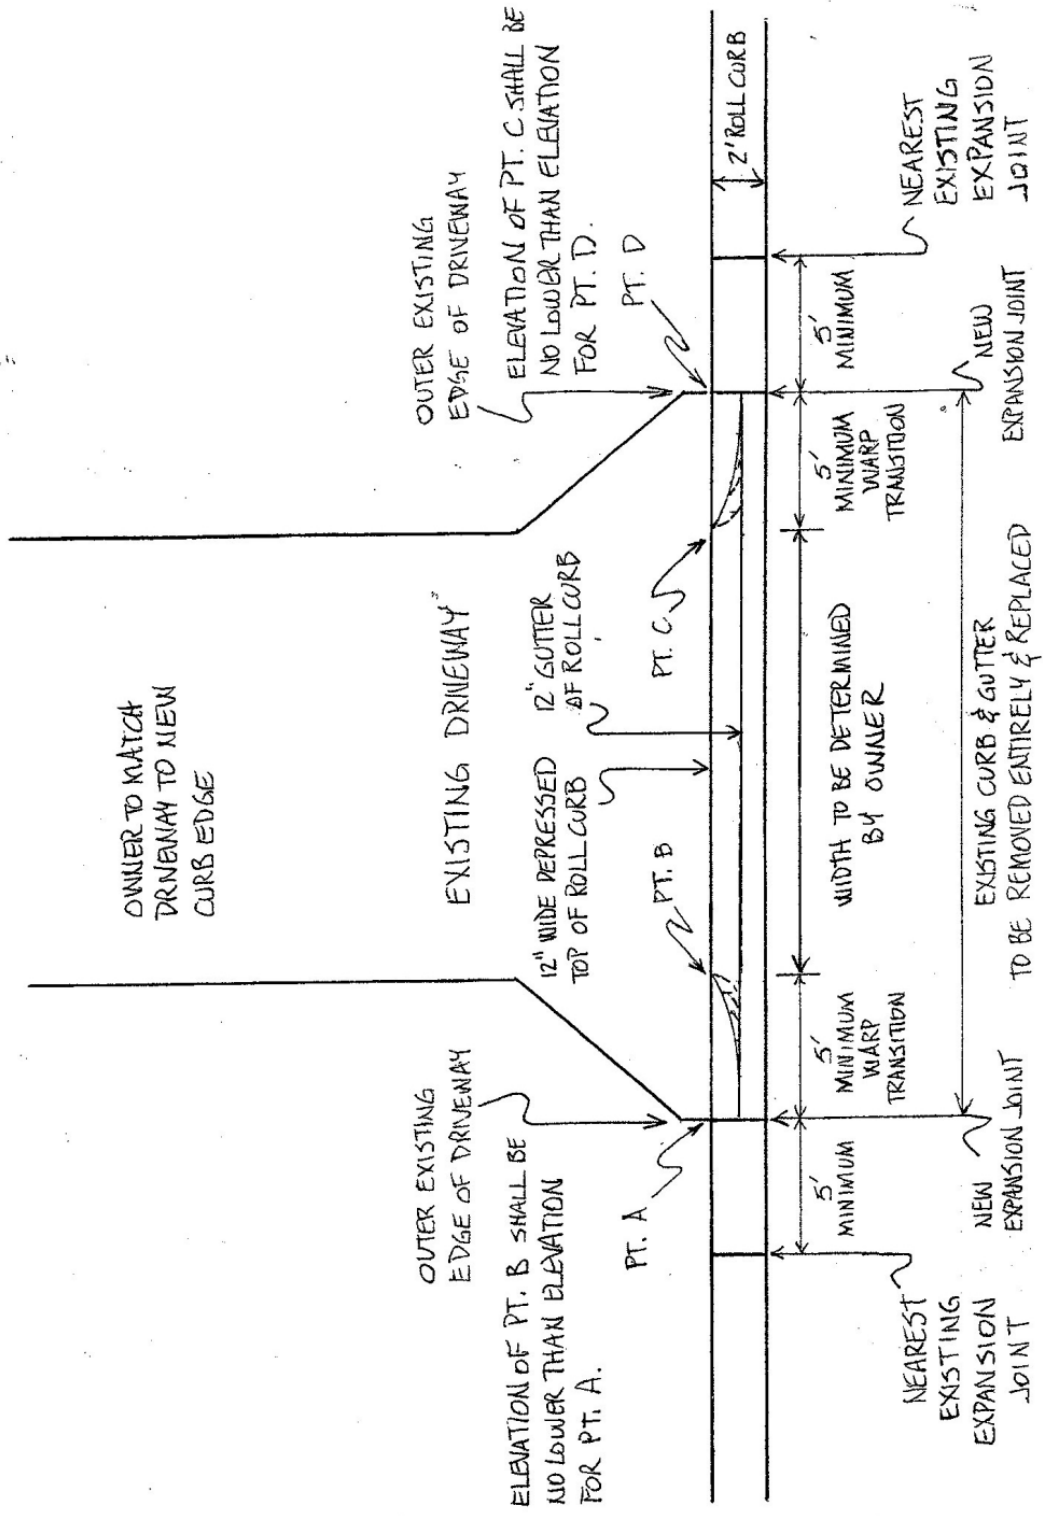 OWNER TO MATCH
DRIVEWAY TO NEW
CURB EDGE
EXISTING DRIVEWAY
OUTER EXISTING
EDGE OF DRIVEWAY
ELEVATION OF PT. B SHALL BE
NO LOWER THAN ELEVATION
FOR PT. A.
PT. A
12" WIDE DEPRESSED
TOP OF ROLL CURB
PT. B
12" GUTTER
OF ROLL CURB
PT. C
OUTER EXISTING
EDGE OF DRIVEWAY
ELEVATION OF PT. C SHALL BE
NO LOWER THAN ELEVATION
FOR PT. D.
PT. D
2' ROLL CURB
5'
MINIMUM
5'
MINIMUM
WARP
TRANSITION
WIDTH TO BE DETERMINED
BY OWNER
5'
MINIMUM
WARP
TRANSITION
5'
MINIMUM
NEAREST
EXISTING
EXPANSION
JOINT
NEW
EXPANSION JOINT
EXISTING CURB & GUTTER
TO BE REMOVED ENTIRELY & REPLACED
NEW
EXPANSION JOINT
NEAREST
EXISTING
EXPANSION
JOINT